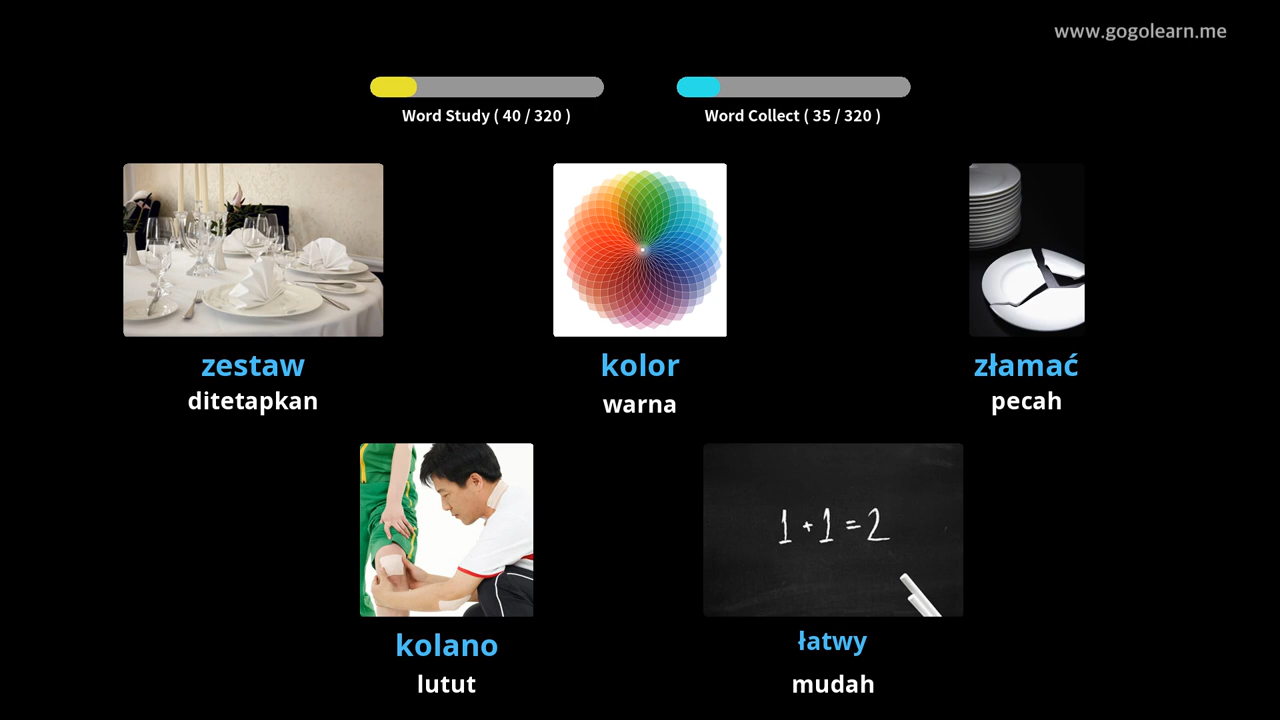 www.gogolearn.me
Word Study ( 40 / 320 )
Word Collect ( 35 / 320 )
zestaw
ditetapkan
kolor
warna
złamać
pecah
1 + 1 = 2
kolano
lutut
łatwy
mudah